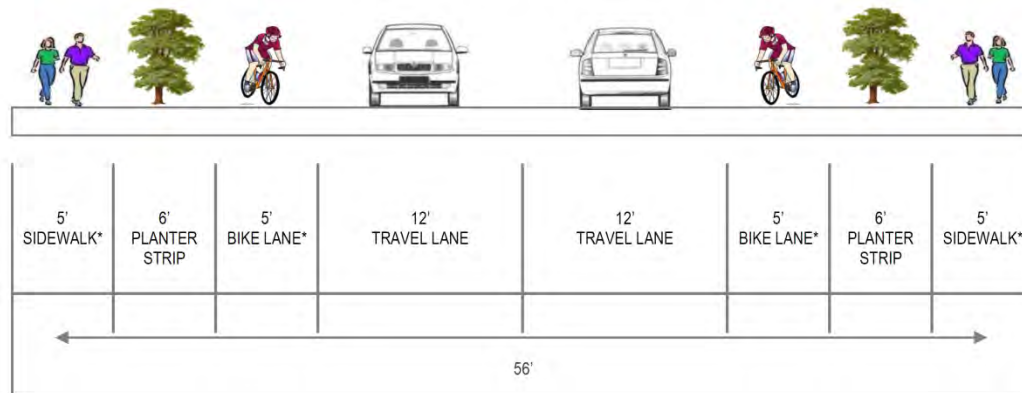 5'
SIDEWALK*
6'
PLANTER
STRIP
5'
BIKE LANE*
12'
TRAVEL LANE
12'
TRAVEL LANE
5'
BIKE LANE*
6'
PLANTER
STRIP
5'
SIDEWALK*
56'